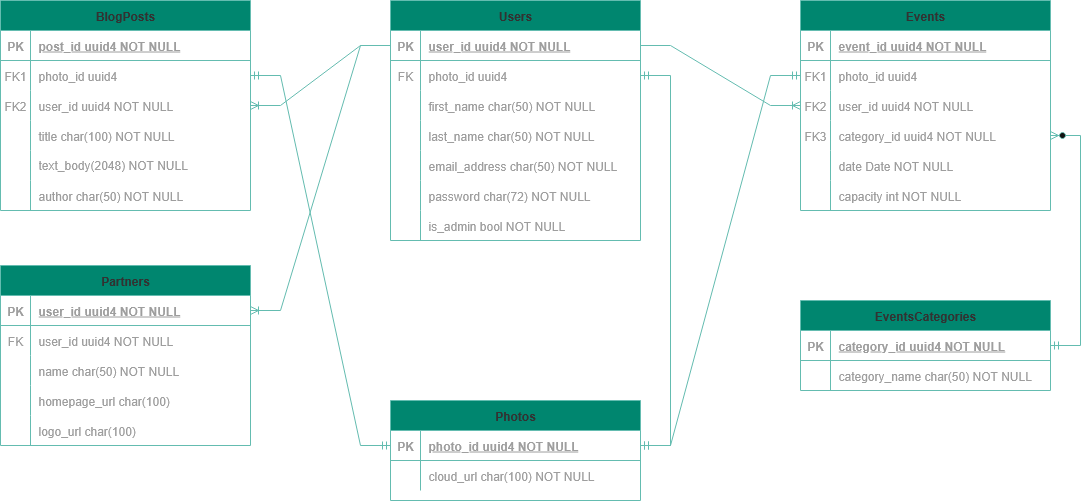 BlogPosts
PK post_id uuid4 NOT NULL
FK1 photo_id uuid4
FK2 user_id uuid4 NOT NULL
title char(100) NOT NULL
text_body(2048) NOT NULL
author char(50) NOT NULL
Users
PK user_id uuid4 NOT NULL
FK photo_id uuid4
first_name char(50) NOT NULL
last_name char(50) NOT NULL
email_address char(50) NOT NULL
password char(72) NOT NULL
is_admin bool NOT NULL
Events
PK event_id uuid4 NOT NULL
FK1 photo_id uuid4
FK2 user_id uuid4 NOT NULL
FK3 category_id uuid4 NOT NULL
date Date NOT NULL
capacity int NOT NULL
Partners
PK user_id uuid4 NOT NULL
FK user_id uuid4 NOT NULL
name char(50) NOT NULL
homepage_url char(100)
logo_url char(100)
Photos
PK photo_id uuid4 NOT NULL
cloud_url char(100) NOT NULL
EventsCategories
PK category_id uuid4 NOT NULL
category_name char(50) NOT NULL